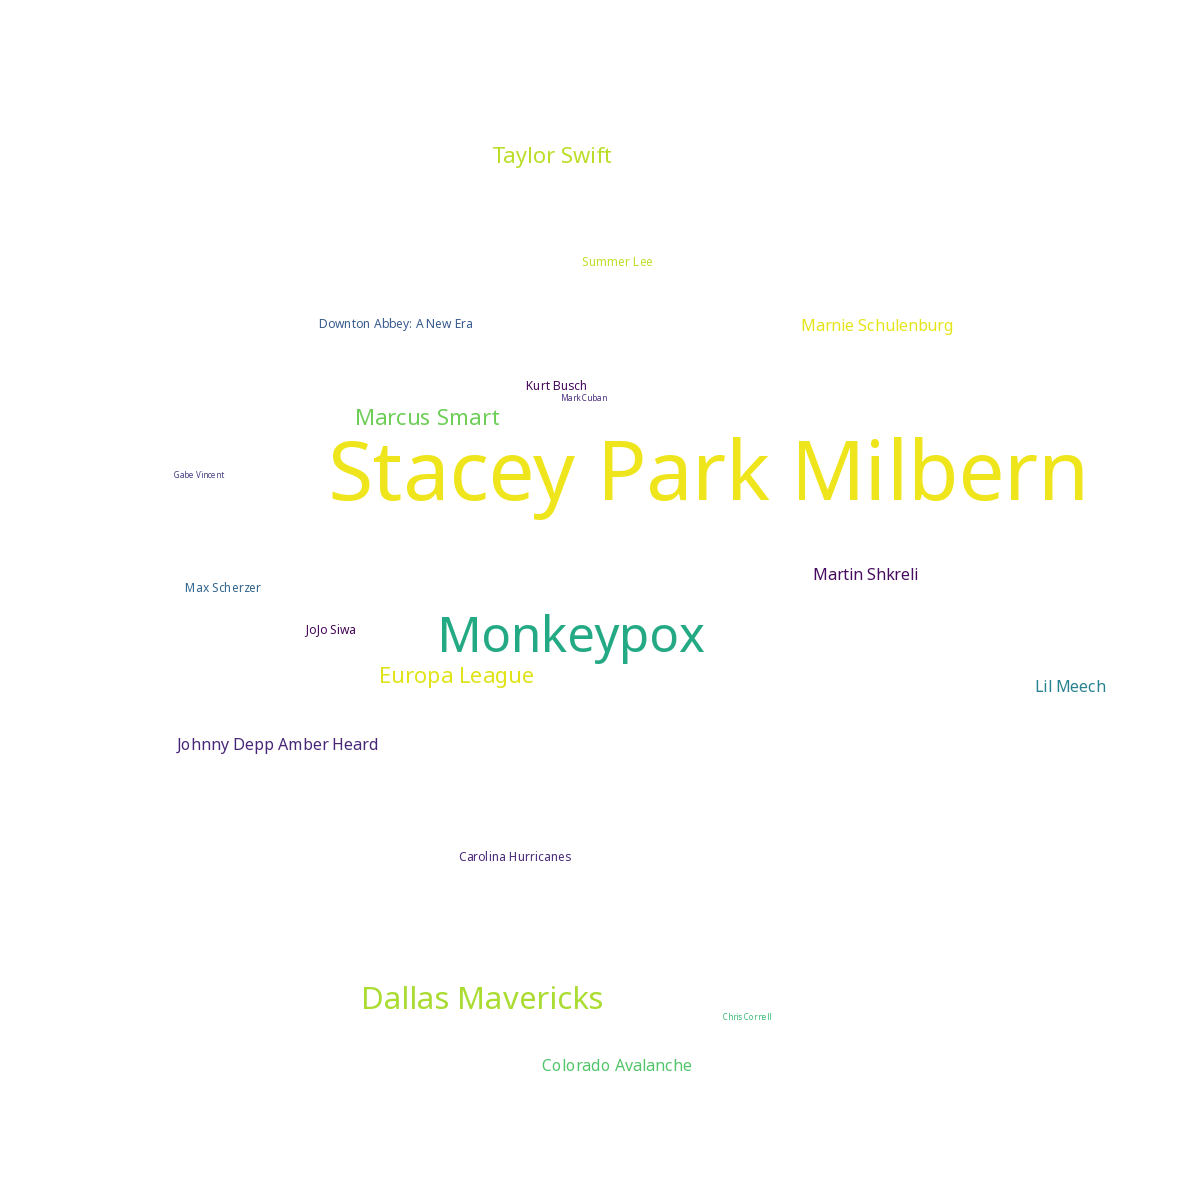 Taylor Swift
Summer Lee
Downton Abbey: A New Era
Marnie Schulenburg
Kurt Busch
Mark Cuban
Marcus Smart
Stacey Park Milbern
Gabe Vincent
Martin Shkreli
Max Scherzer
JoJo Siwa
Monkeypox
Europa League
Lil Meech
Johnny Depp Amber Heard
Carolina Hurricanes
Dallas Mavericks
Chris Correll
Colorado Avalanche